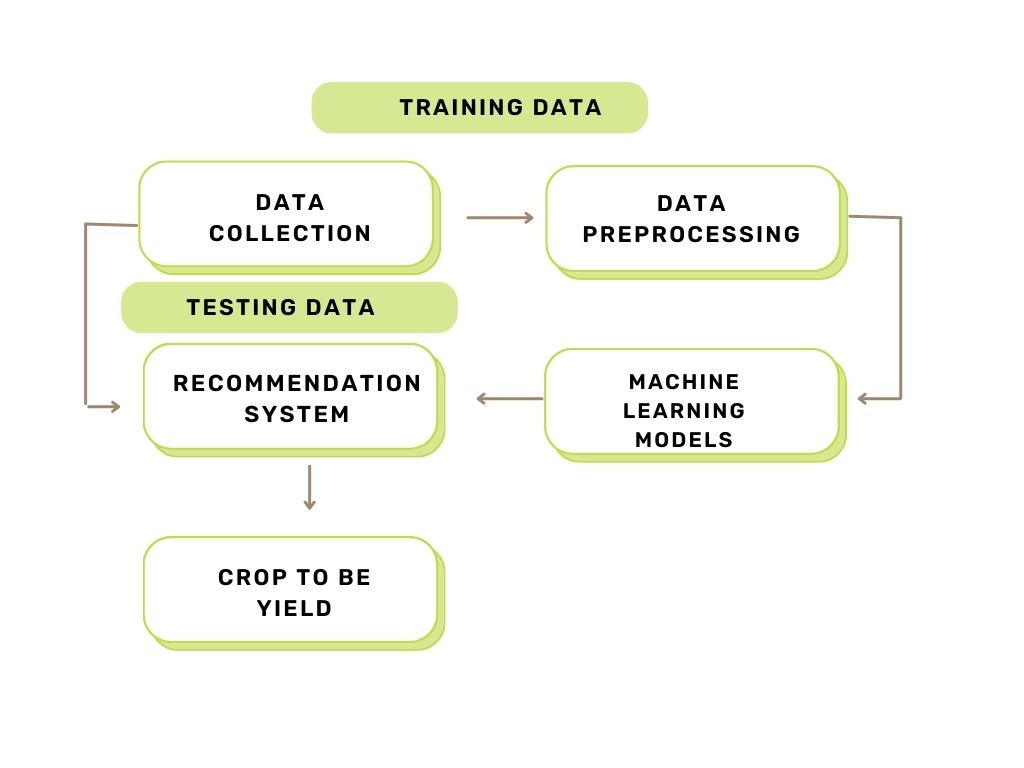 TRAINING DATA
DATA
COLLECTION
DATA
PREPROCESSING
TESTING DATA
RECOMMENDATION
SYSTEM
MACHINE
LEARNING
MODELS
CROP TO BE
YIELD